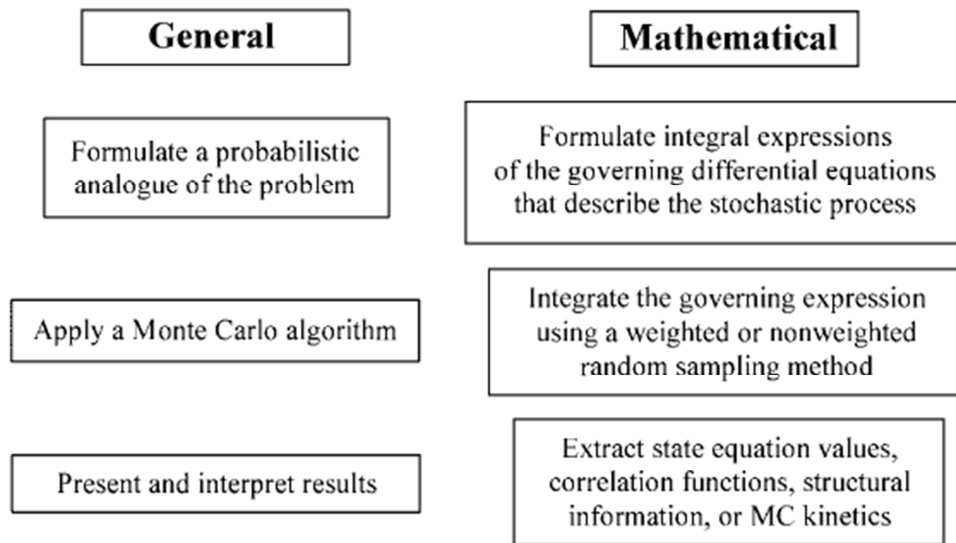 General
Mathematical
Formulate a probabilistic
analogue of the problem
Formulate integral expressions
of the governing differential equations
that describe the stochastic process
Apply a Monte Carlo algorithm
Integrate the governing expression
using a weighted or nonweighted
random sampling method
Present and interpret results
Extract state equation values,
correlation functions, structural
information, or MC kinetics